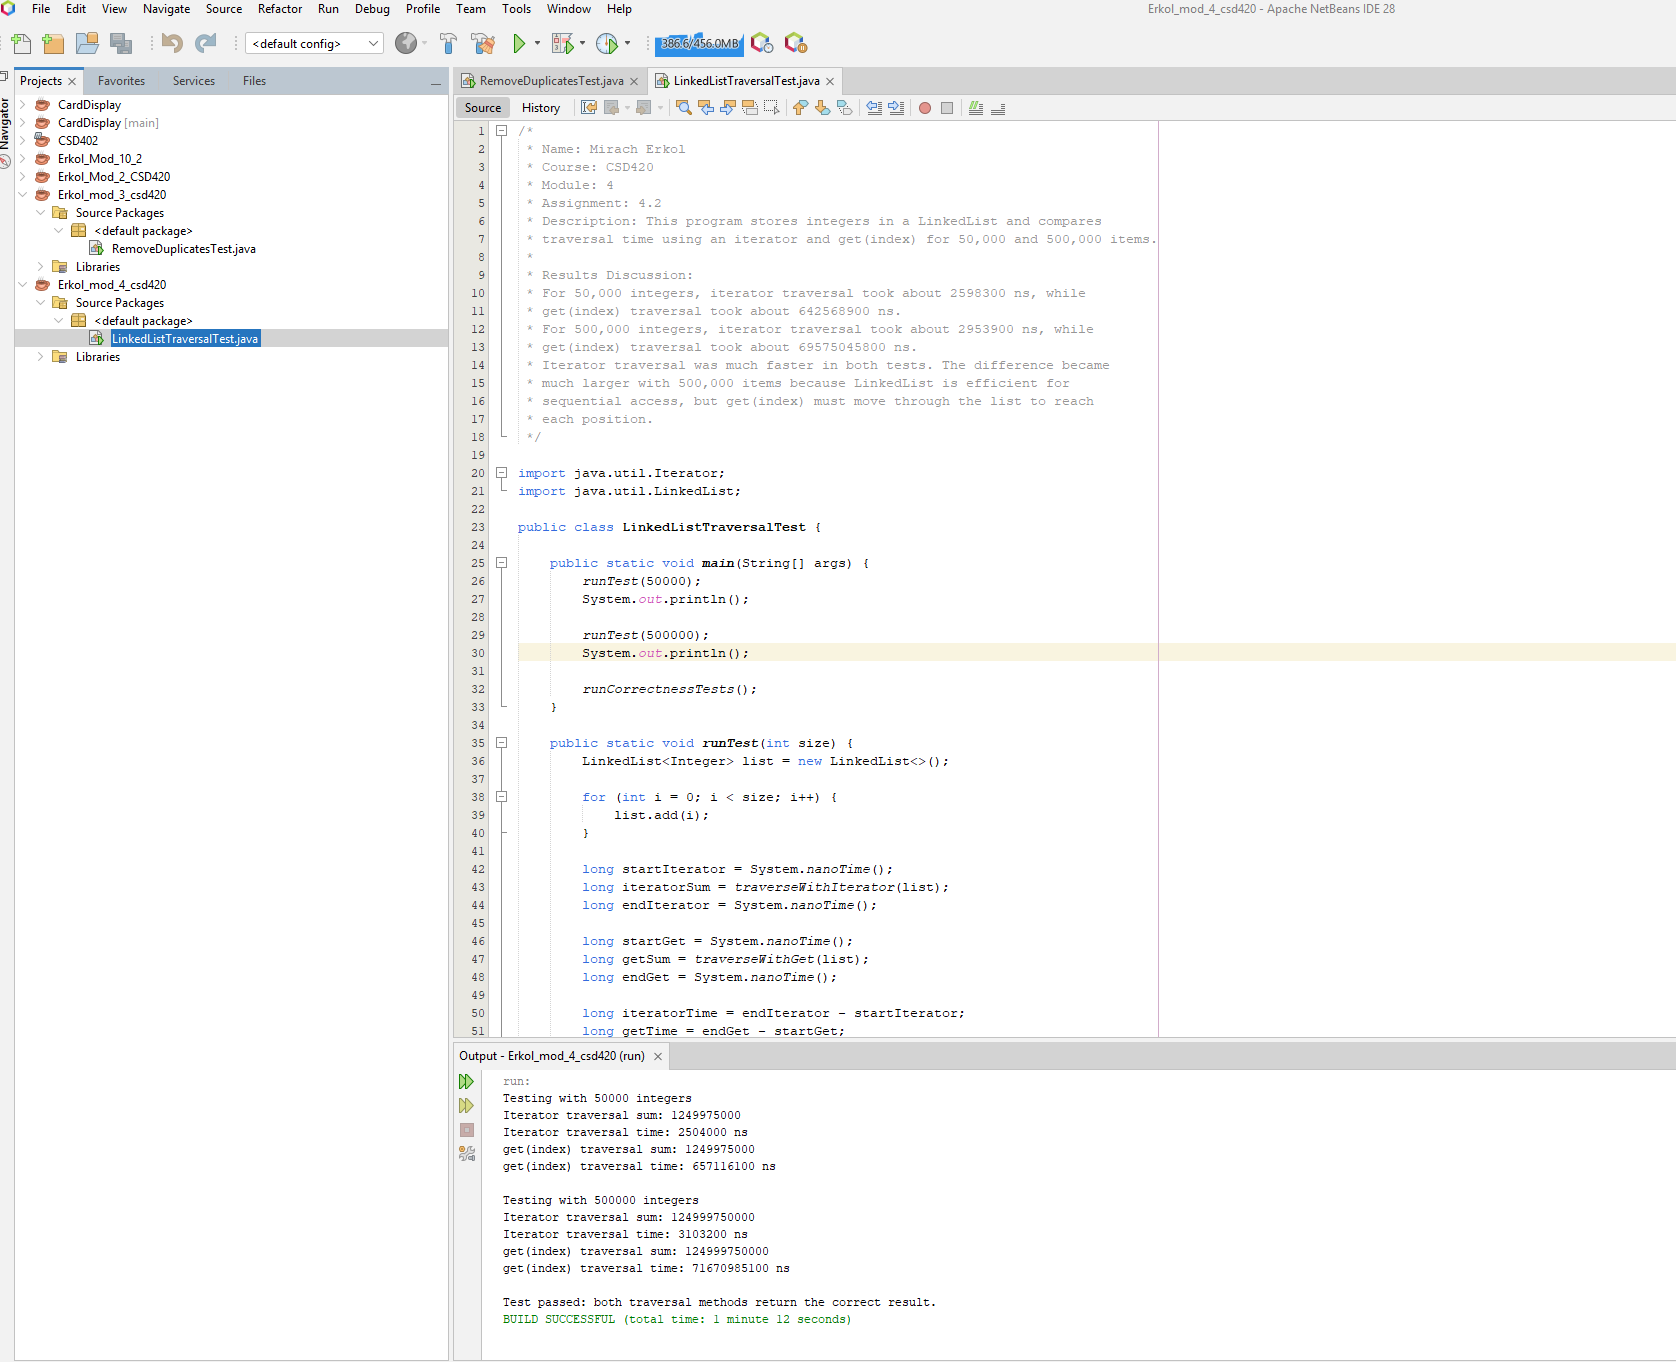 File Edit View Navigate Source Refactor Run Debug Profile Team Tools Window Help
Erkol_mod_4_csd420 - Apache NetBeans IDE 28
<default config>
386.6/456.0MB
Projects
Favorites
Services
Files
Navigator
CardDisplay
CardDisplay [main]
CSD402
Erkol_Mod_10_2
Erkol_Mod_2_CSD420
Erkol_mod_3_csd420
Source Packages
<default package>
RemoveDuplicatesTest.java
Libraries
Erkol_mod_4_csd420
Source Packages
<default package>
LinkedListTraversalTest.java
Libraries
RemoveDuplicatesTest.java
LinkedListTraversalTest.java
Source History
1 /*
2 * Name: Mirach Erkol
3 * Course: CSD420
4 * Module: 4
5 * Assignment: 4.2
6 * Description: This program stores integers in a LinkedList and compares
7 * traversal time using an iterator and get(index) for 50,000 and 500,000 items.
8 *
9 * Results Discussion:
10 * For 50,000 integers, iterator traversal took about 2598300 ns, while
11 * get(index) traversal took about 642568900 ns.
12 * For 500,000 integers, iterator traversal took about 2953900 ns, while
13 * get(index) traversal took about 69575045800 ns.
14 * Iterator traversal was much faster in both tests. The difference became
15 * much larger with 500,000 items because LinkedList is efficient for
16 * sequential access, but get(index) must move through the list to reach
17 * each position.
18 */
19
20 import java.util.Iterator;
21 import java.util.LinkedList;
22
23 public class LinkedListTraversalTest {
24
25 public static void main(String[] args) {
26 runTest(50000);
27 System.out.println();
28
29 runTest(500000);
30 System.out.println();
31
32 runCorrectnessTests();
33 }
34
35 public static void runTest(int size) {
36 LinkedList<Integer> list = new LinkedList<>();
37
38 for (int i = 0; i < size; i++) {
39 list.add(i);
40 }
41
42 long startIterator = System.nanoTime();
43 long iteratorSum = traverseWithIterator(list);
44 long endIterator = System.nanoTime();
45
46 long startGet = System.nanoTime();
47 long getSum = traverseWithGet(list);
48 long endGet = System.nanoTime();
49
50 long iteratorTime = endIterator - startIterator;
51 long getTime = endGet - startGet;
Output - Erkol_mod_4_csd420 (run)
run:
Testing with 50000 integers
Iterator traversal sum: 1249975000
Iterator traversal time: 2504000 ns
get(index) traversal sum: 1249975000
get(index) traversal time: 657116100 ns
Testing with 500000 integers
Iterator traversal sum: 124999750000
Iterator traversal time: 3103200 ns
get(index) traversal sum: 124999750000
get(index) traversal time: 71670985100 ns
Test passed: both traversal methods return the correct result.
BUILD SUCCESSFUL (total time: 1 minute 12 seconds)